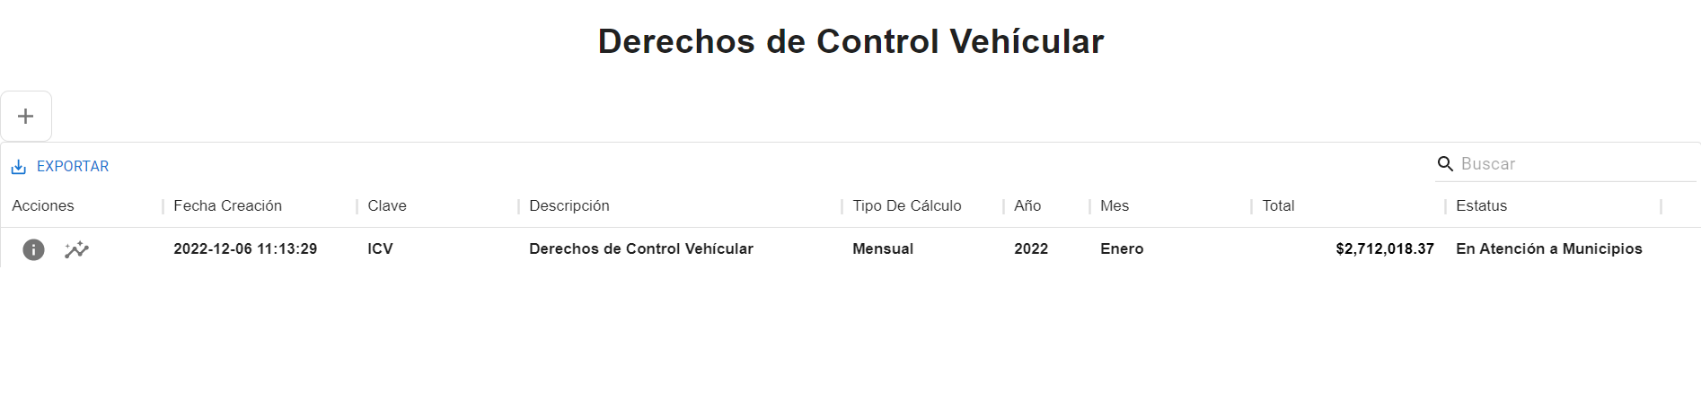 Derechos de Control Vehícular
EXPORTAR
Buscar
Acciones Fecha Creación Clave Descripción Tipo De Cálculo Año Mes Total Estatus
2022-12-06 11:13:29 ICV Derechos de Control Vehícular Mensual 2022 Enero $2,712,018.37 En Atención a Municipios